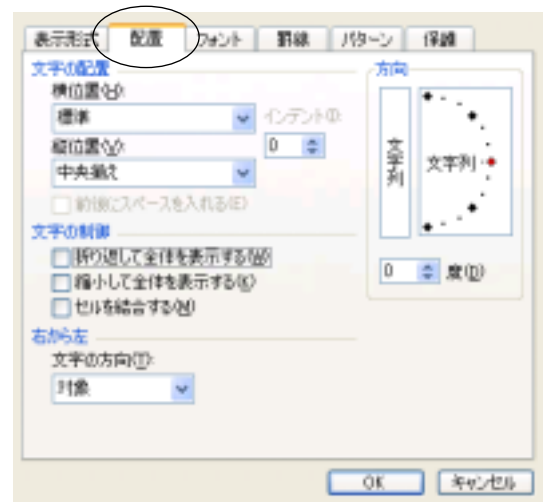 表示形式 配置 フォント 罫線 パターン 保護
文字の配置
横位置(H):
標準
インデント(I):
縦位置(V):
0
中央揃え
前後にスペースを入れる(E)
文字の制御
折り返して全体を表示する(W)
縮小して全体を表示する(K)
セルを結合する(M)
右から左
文字の方向(T):
対象
方向
文字列
文字列
0 度(D)
OK キャンセル